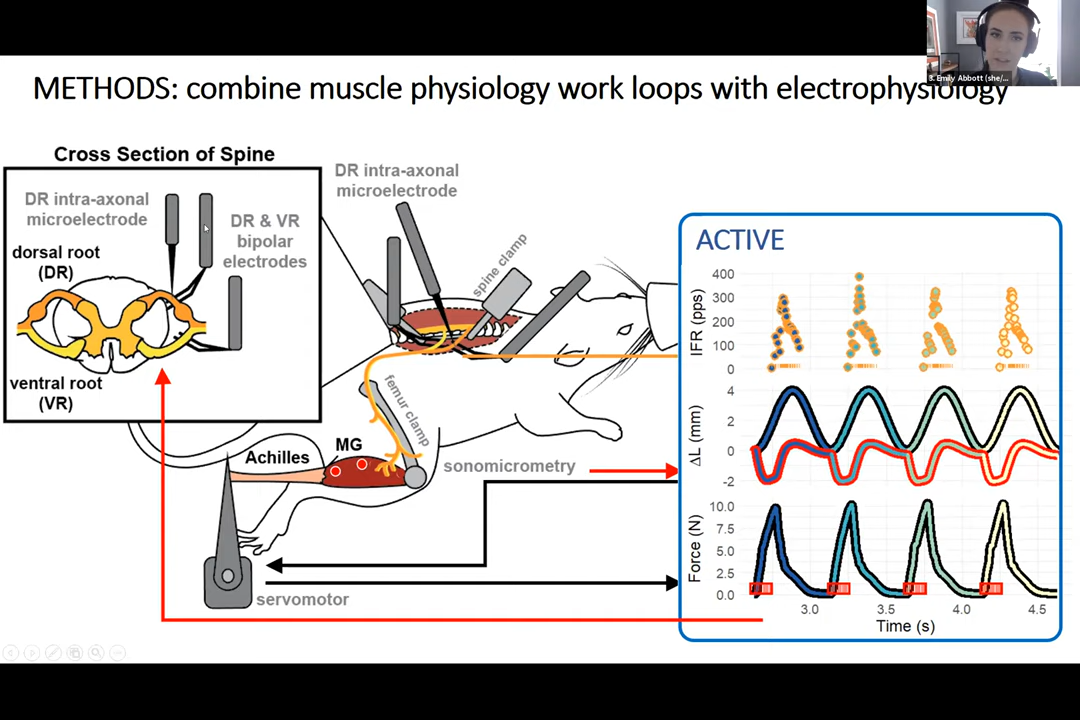 3. Emily Abbott (she/...
METHODS: combine muscle physiology work loops with electrophysiology
Cross Section of Spine
DR intra-axonal
microelectrode
DR & VR
bipolar
electrodes
dorsal root
(DR)
ventral root
(VR)
DR intra-axonal
microelectrode
spine clamp
femur clamp
Achilles
MG
sonomicrometry
servomotor
ACTIVE
IFR (pps)
400
300
200
100
0
ΔL (mm)
4
2
0
-2
Force (N)
10.0
7.5
5.0
2.5
0.0
3.0 3.5 4.0 4.5
Time (s)